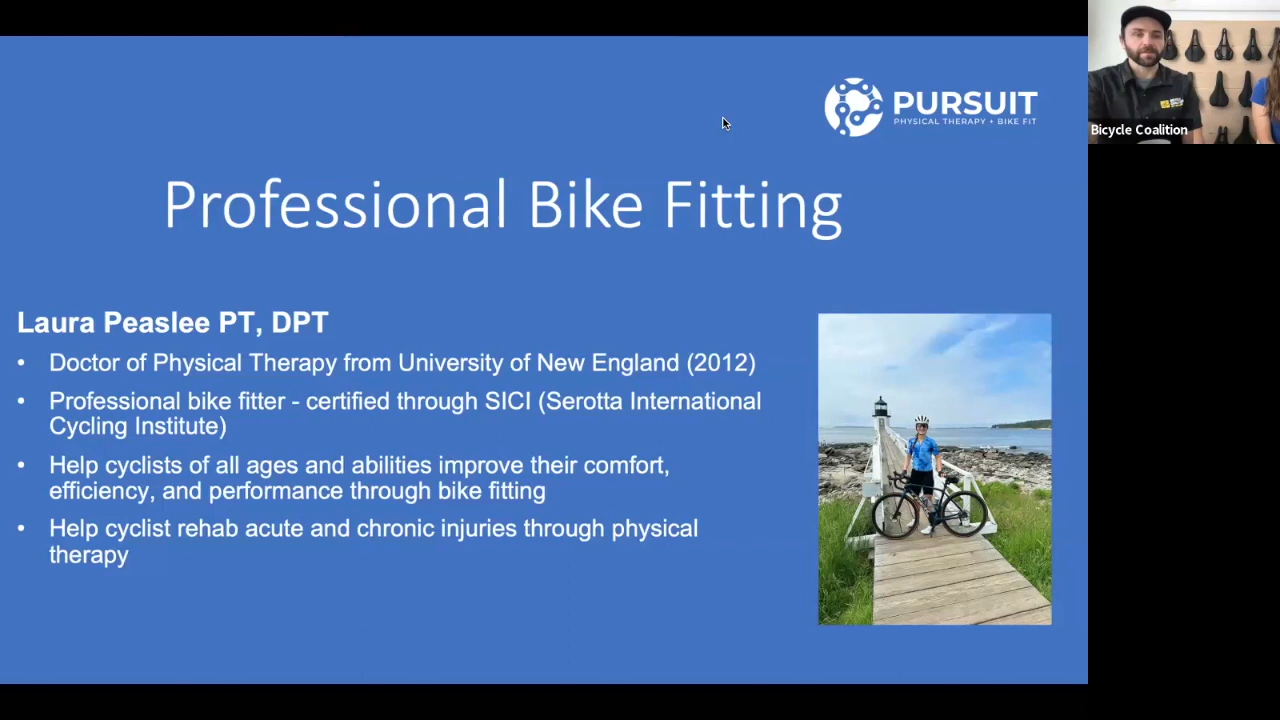 PURSUIT
PHYSICAL THERAPY + BIKE FIT
Bicycle Coalition
Professional Bike Fitting
Laura Peaslee PT, DPT
• Doctor of Physical Therapy from University of New England (2012)
• Professional bike fitter - certified through SICI (Serotta International
Cycling Institute)
• Help cyclists of all ages and abilities improve their comfort,
efficiency, and performance through bike fitting
• Help cyclist rehab acute and chronic injuries through physical
therapy